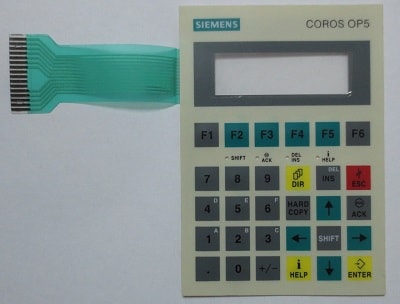 SIEMENS COROS OP5
F1 F2 F3 F4 F5 F6
SHIFT ACK DEL INS HELP
7 8 9 DIR DEL INS ESC
4 D 5 E 6 F HARD COPY ACK
1 A 2 B 3 C SHIFT
. 0 +/- HELP ENTER